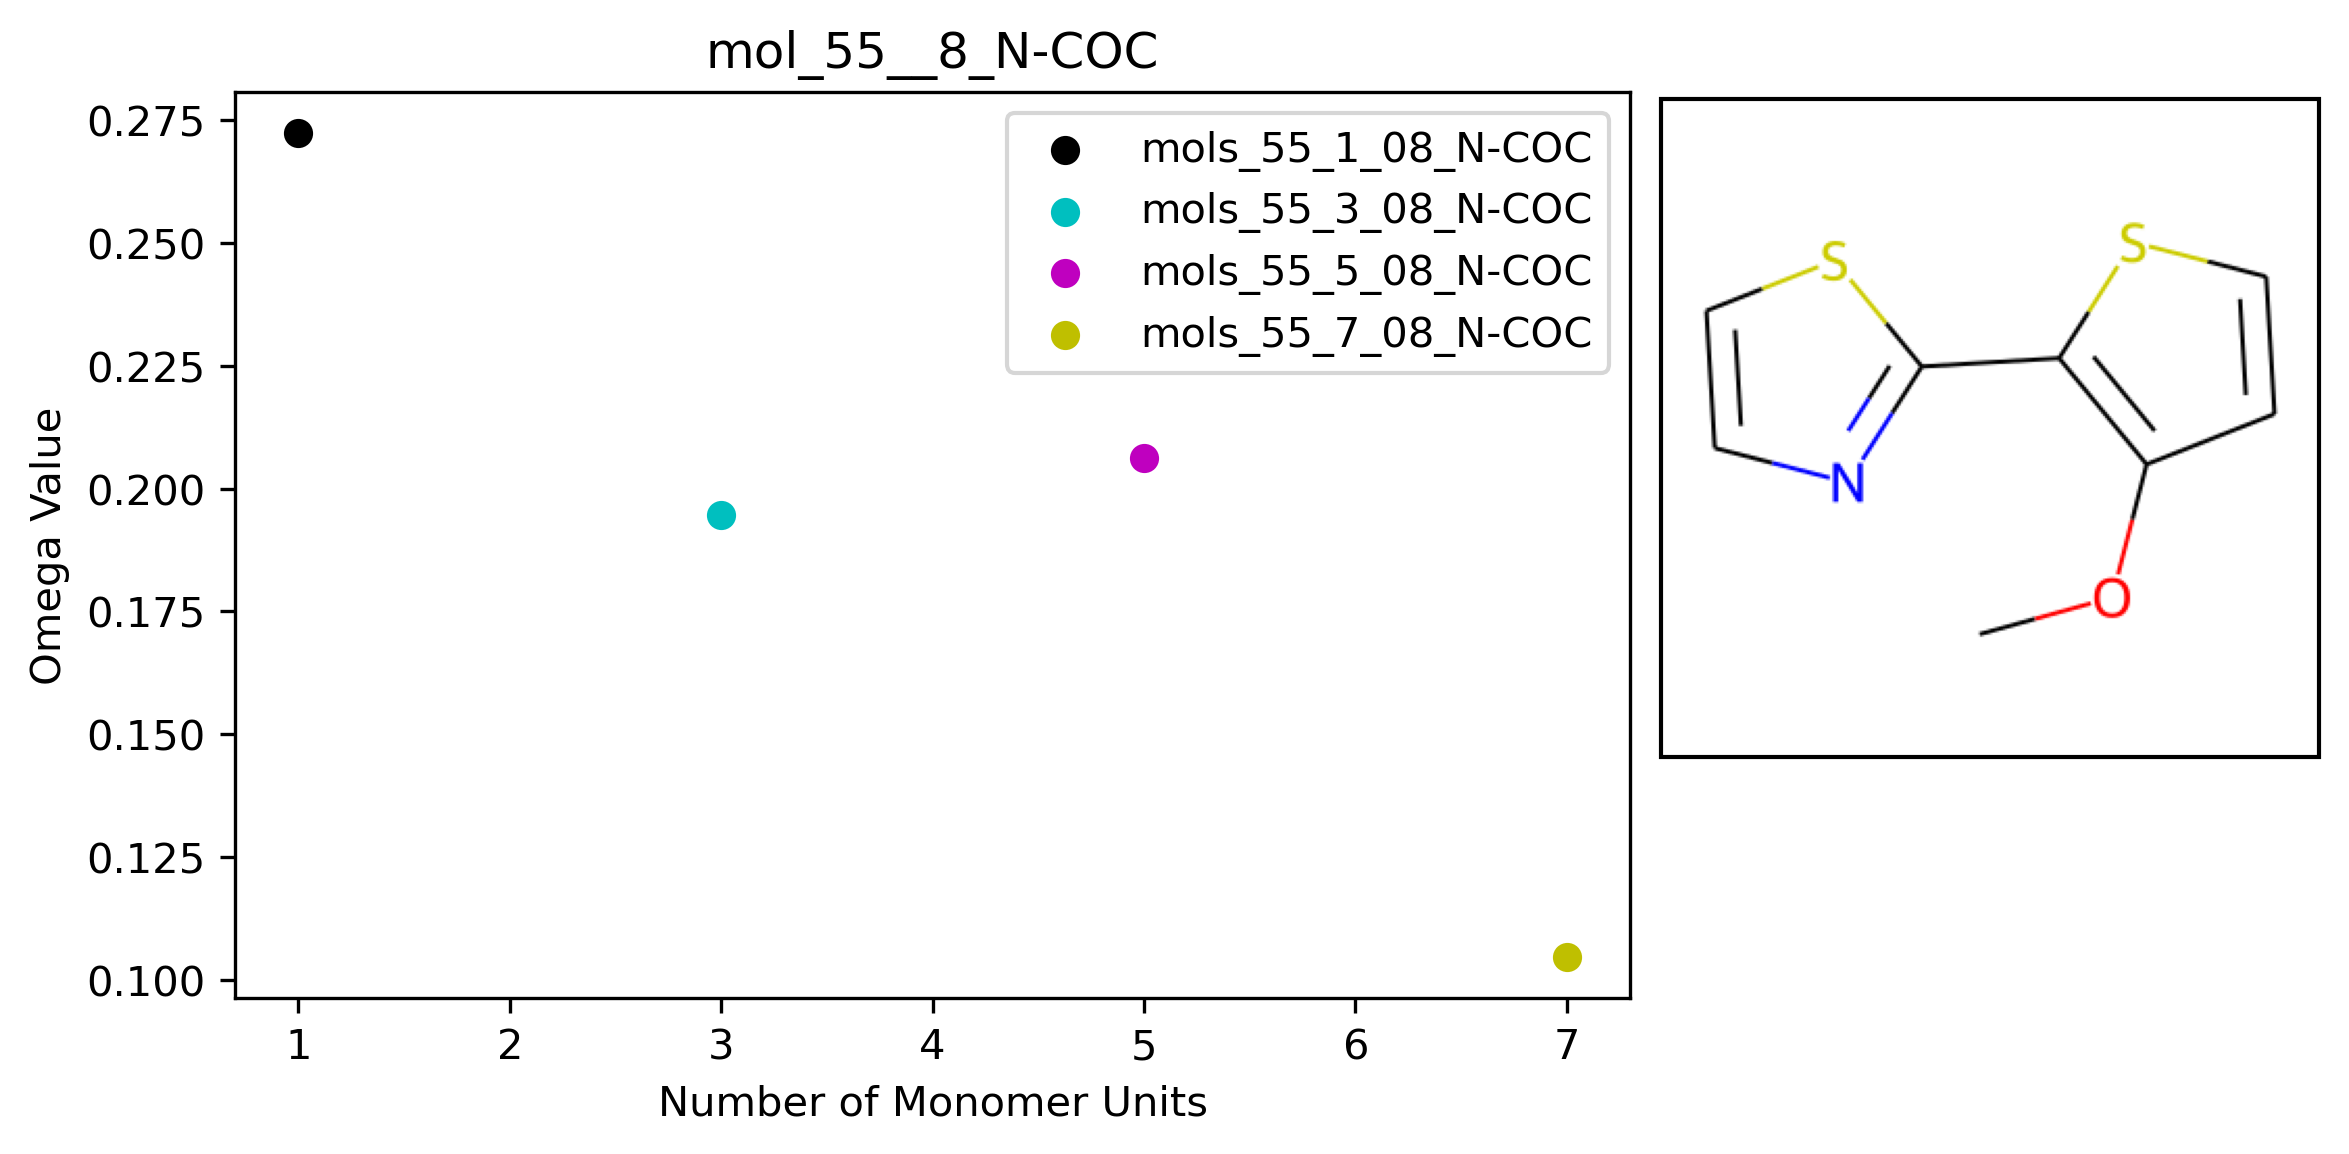 mol_55__8_N-COC
mols_55_1_08_N-COC
mols_55_3_08_N-COC
mols_55_5_08_N-COC
mols_55_7_08_N-COC
Omega Value
0.275
0.250
0.225
0.200
0.175
0.150
0.125
0.100
1 2 3 4 5 6 7
Number of Monomer Units
S
S
N
O